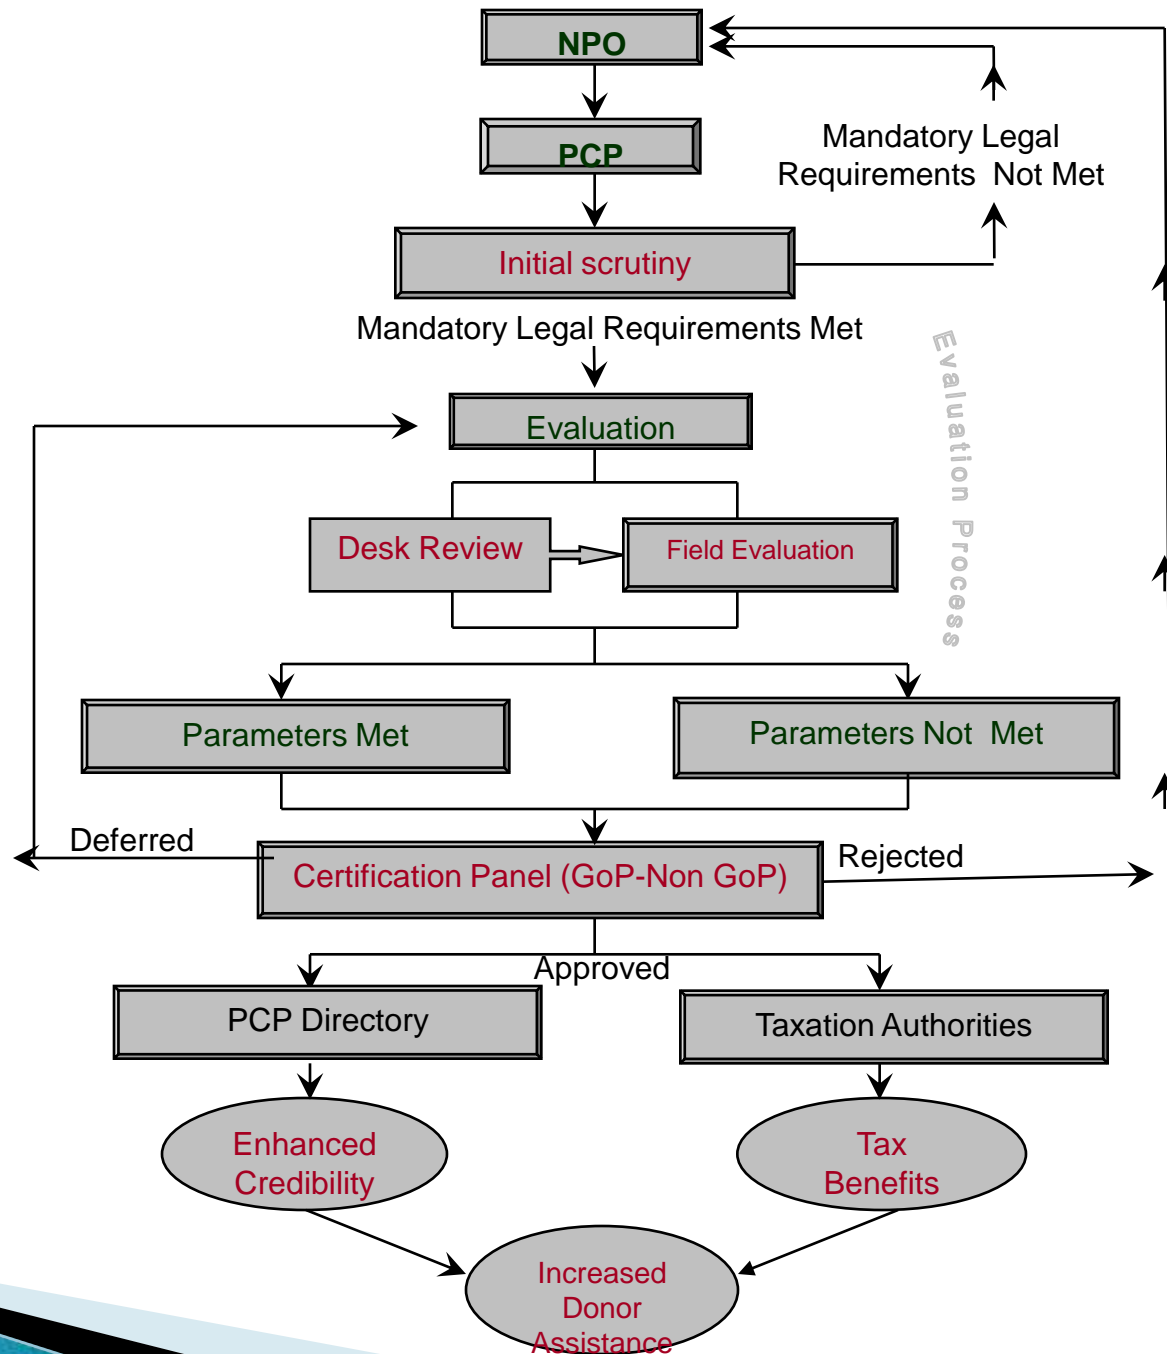 NPO
PCP
Mandatory Legal
Requirements Not Met
Initial scrutiny
Mandatory Legal Requirements Met
Evaluation Process
Evaluation
Desk Review
Field Evaluation
Parameters Met
Parameters Not Met
Deferred
Certification Panel (GoP-Non GoP)
Rejected
Approved
PCP Directory
Taxation Authorities
Enhanced
Credibility
Tax
Benefits
Increased
Donor
Assistance